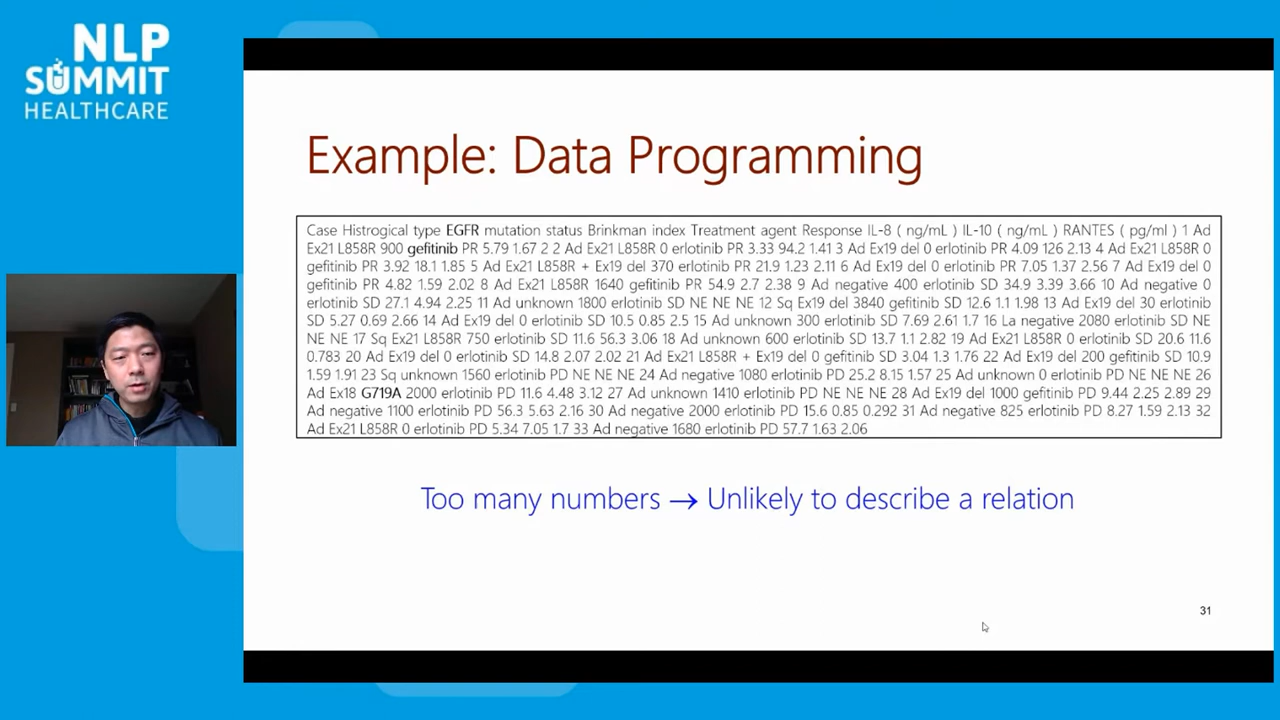 NLP
SUMMIT
HEALTHCARE
Example: Data Programming
Case Histrogical type EGFR mutation status Brinkman index Treatment agent Response IL-8 ( ng/mL ) IL-10 ( ng/mL ) RANTES ( pg/ml ) 1 Ad
Ex21 L858R 900 gefitinib PR 5.79 1.67 2 2 Ad Ex21 L858R 0 erlotinib PR 3.33 94.2 1.41 3 Ad Ex19 del 0 erlotinib PR 4.09 126 2.13 4 Ad Ex21 L858R 0
gefitinib PR 3.92 18.1 1.85 5 Ad Ex21 L858R + Ex19 del 370 erlotinib PR 21.9 1.23 2.11 6 Ad Ex19 del 0 erlotinib PR 7.05 1.37 2.56 7 Ad Ex19 del 0
gefitinib PR 4.82 1.59 2.02 8 Ad Ex21 L858R 1640 gefitinib PR 54.9 2.7 2.38 9 Ad negative 400 erlotinib SD 34.9 3.39 3.66 10 Ad negative 0
erlotinib SD 27.1 4.94 2.25 11 Ad unknown 1800 erlotinib SD NE NE NE 12 Sq Ex19 del 3840 gefitinib SD 12.6 1.1 1.98 13 Ad Ex19 del 30 erlotinib
SD 5.27 0.69 2.66 14 Ad Ex19 del 0 erlotinib SD 10.5 0.85 2.5 15 Ad unknown 300 erlotinib SD 7.69 2.61 1.7 16 La negative 2080 erlotinib SD NE
NE NE 17 Sq Ex21 L858R 750 erlotinib SD 11.6 56.3 3.06 18 Ad unknown 600 erlotinib SD 13.7 1.1 2.82 19 Ad Ex21 L858R 0 erlotinib SD 20.6 11.6
0.783 20 Ad Ex19 del 0 erlotinib SD 14.8 2.07 2.02 21 Ad Ex21 L858R + Ex19 del 0 gefitinib SD 3.04 1.3 1.76 22 Ad Ex19 del 200 gefitinib SD 10.9
1.59 1.91 23 Sq unknown 1560 erlotinib PD NE NE NE 24 Ad negative 1080 erlotinib PD 25.2 8.15 1.57 25 Ad unknown 0 erlotinib PD NE NE NE 26
Ad Ex18 G719A 2000 erlotinib PD 11.6 4.48 3.12 27 Ad unknown 1410 erlotinib PD NE NE NE 28 Ad Ex19 del 1000 gefitinib PD 9.44 2.25 2.89 29
Ad negative 1100 erlotinib PD 56.3 5.63 2.16 30 Ad negative 2000 erlotinib PD 15.6 0.85 0.292 31 Ad negative 825 erlotinib PD 8.27 1.59 2.13 32
Ad Ex21 L858R 0 erlotinib PD 5.34 7.05 1.7 33 Ad negative 1680 erlotinib PD 57.7 1.63 2.06
Too many numbers → Unlikely to describe a relation
31